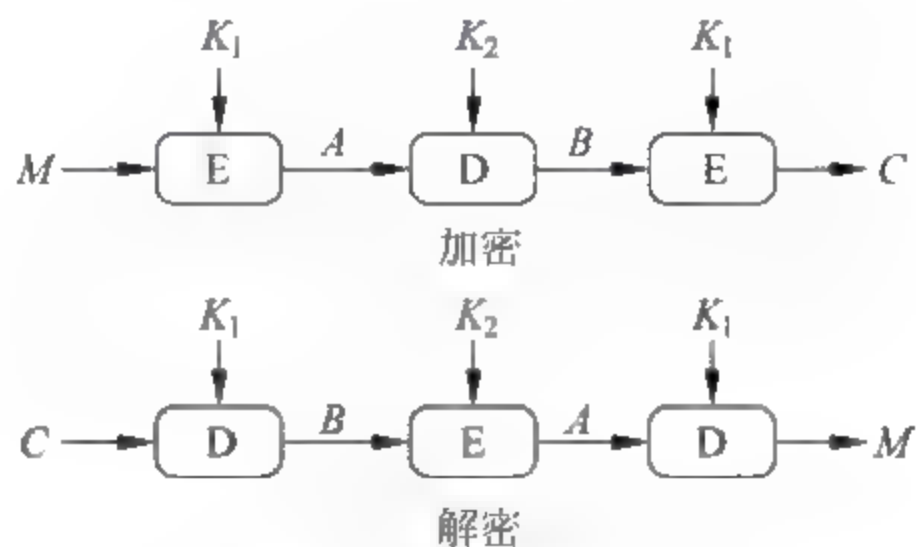 K₁ K₂ K₁
M E A D B E C
加密
K₁ K₂ K₁
C D B E A D M
解密